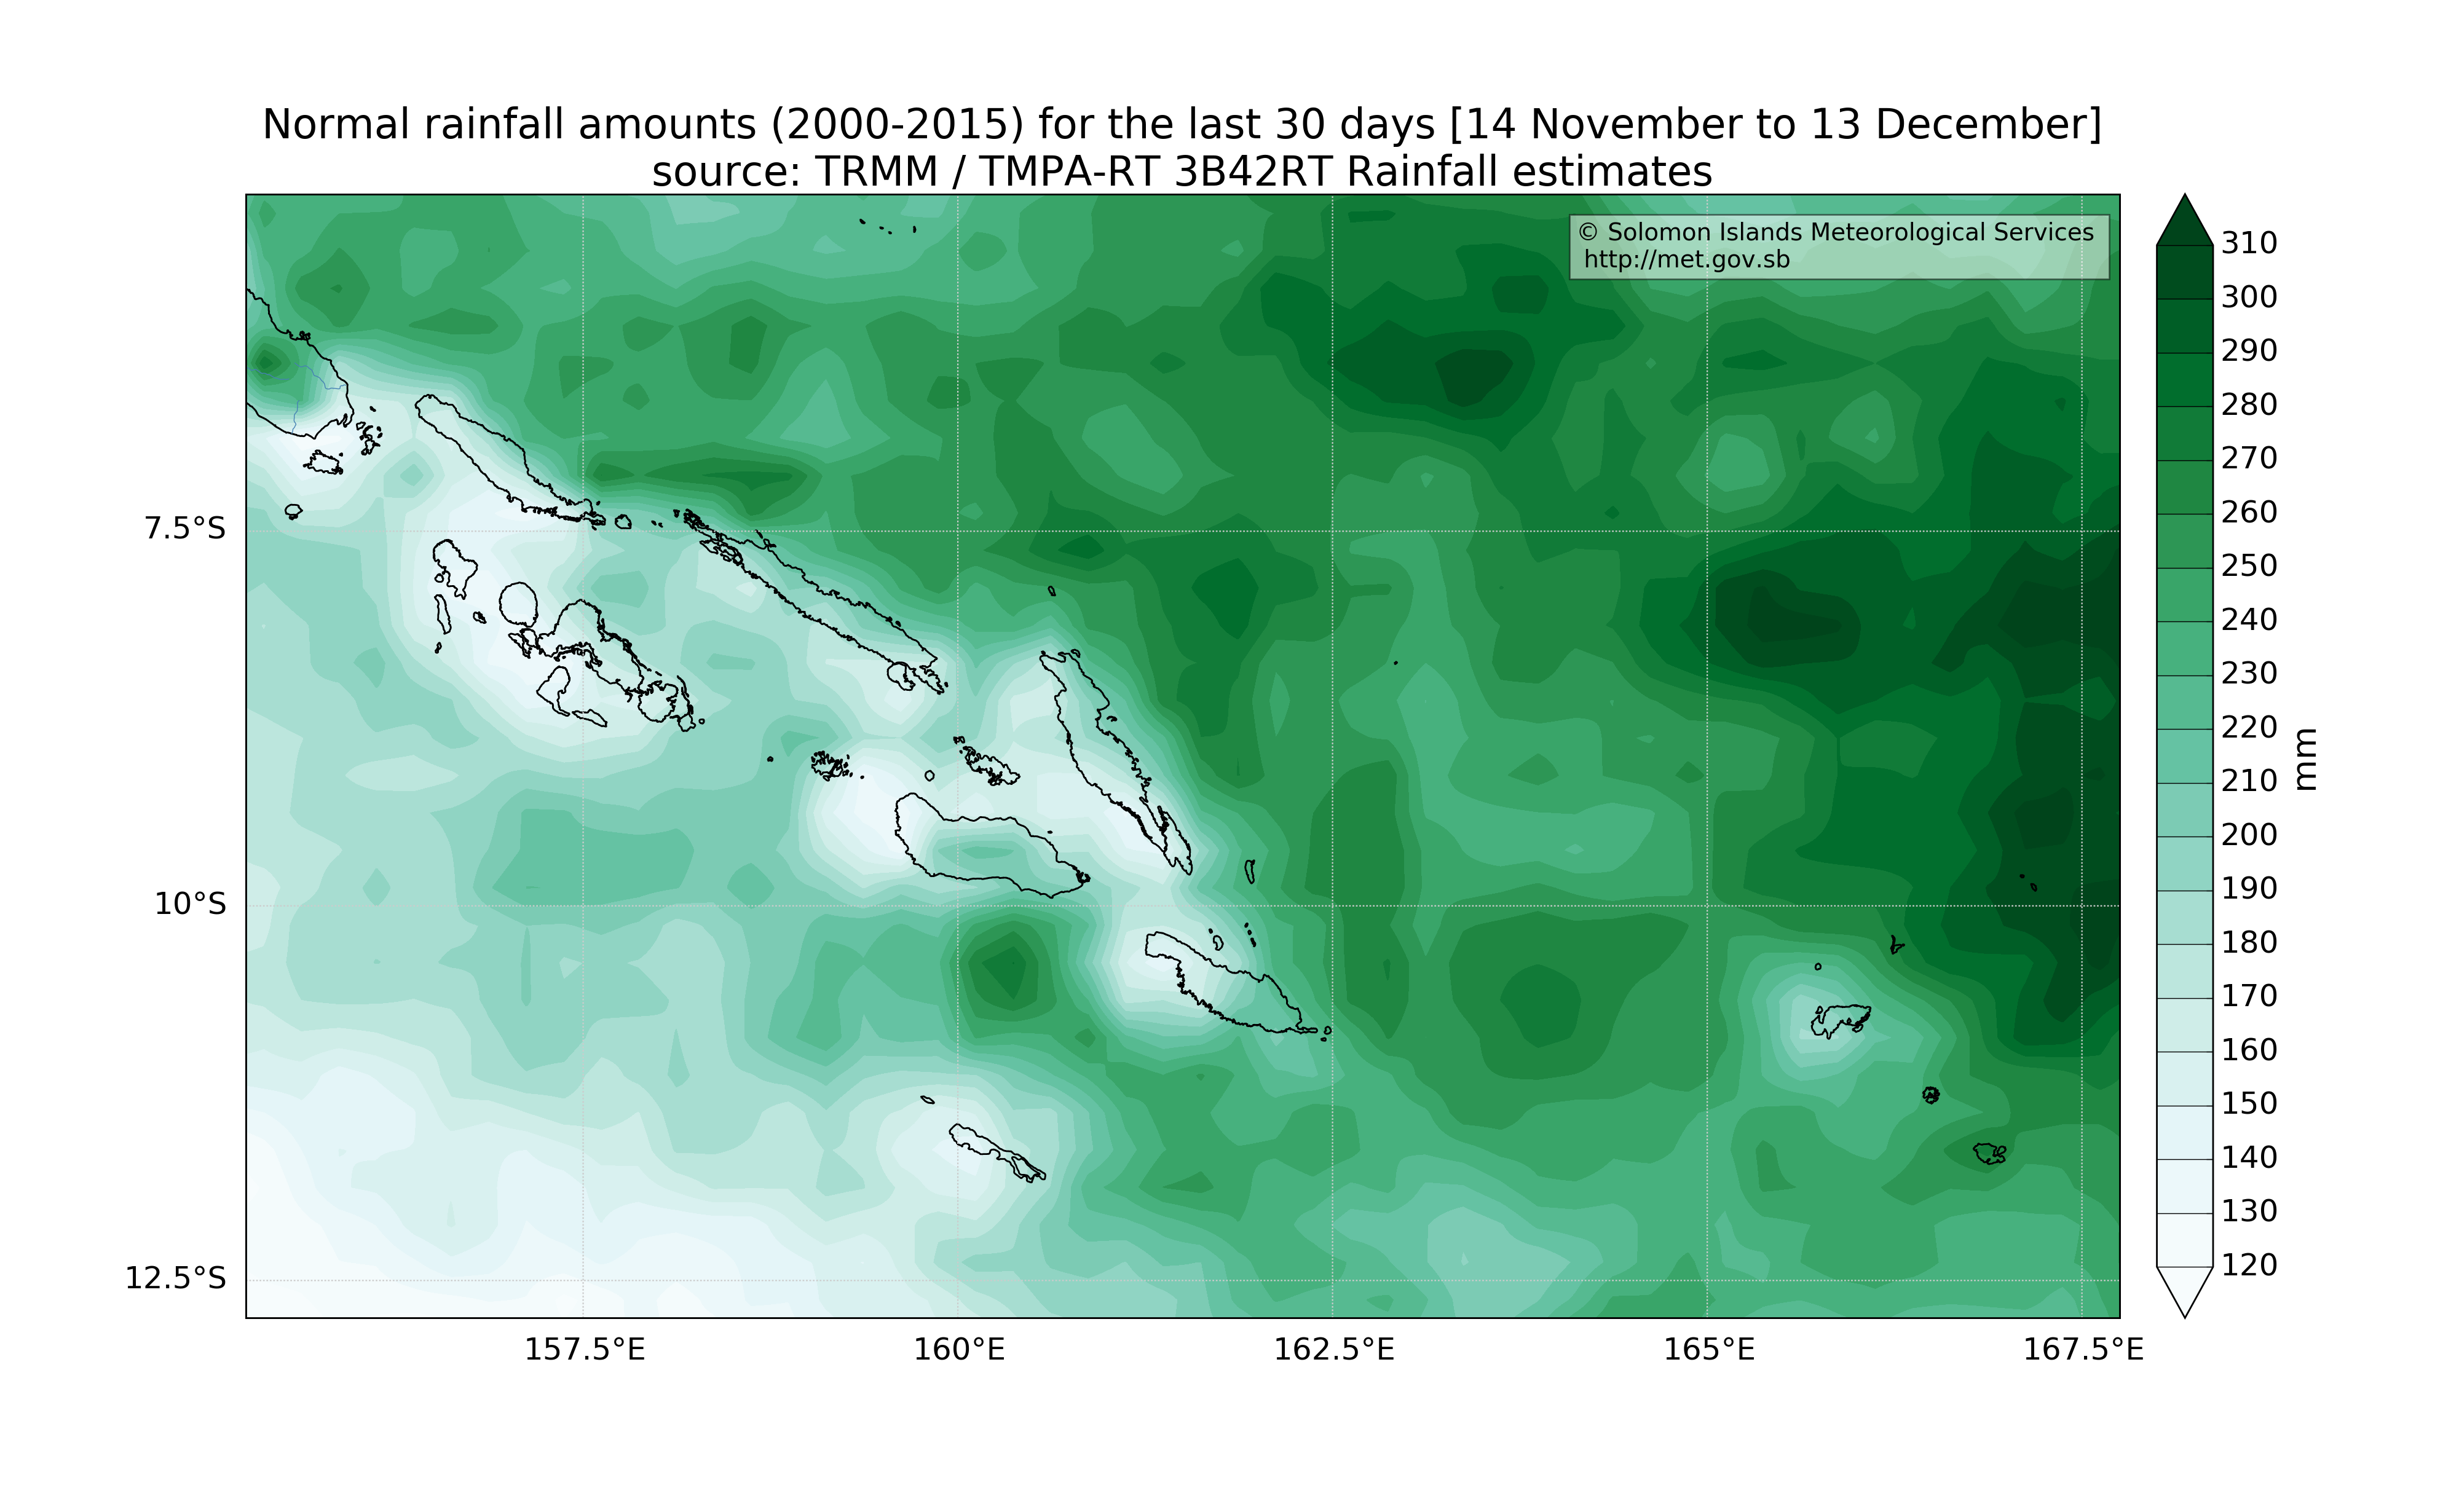 Normal rainfall amounts (2000-2015) for the last 30 days [14 November to 13 December]
source: TRMM / TMPA-RT 3B42RT Rainfall estimates
© Solomon Islands Meteorological Services
http://met.gov.sb
7.5°S
10°S
12.5°S
157.5°E
160°E
162.5°E
165°E
167.5°E
310
300
290
280
270
260
250
240
230
220
210
200
190
180
170
160
150
140
130
120
mm